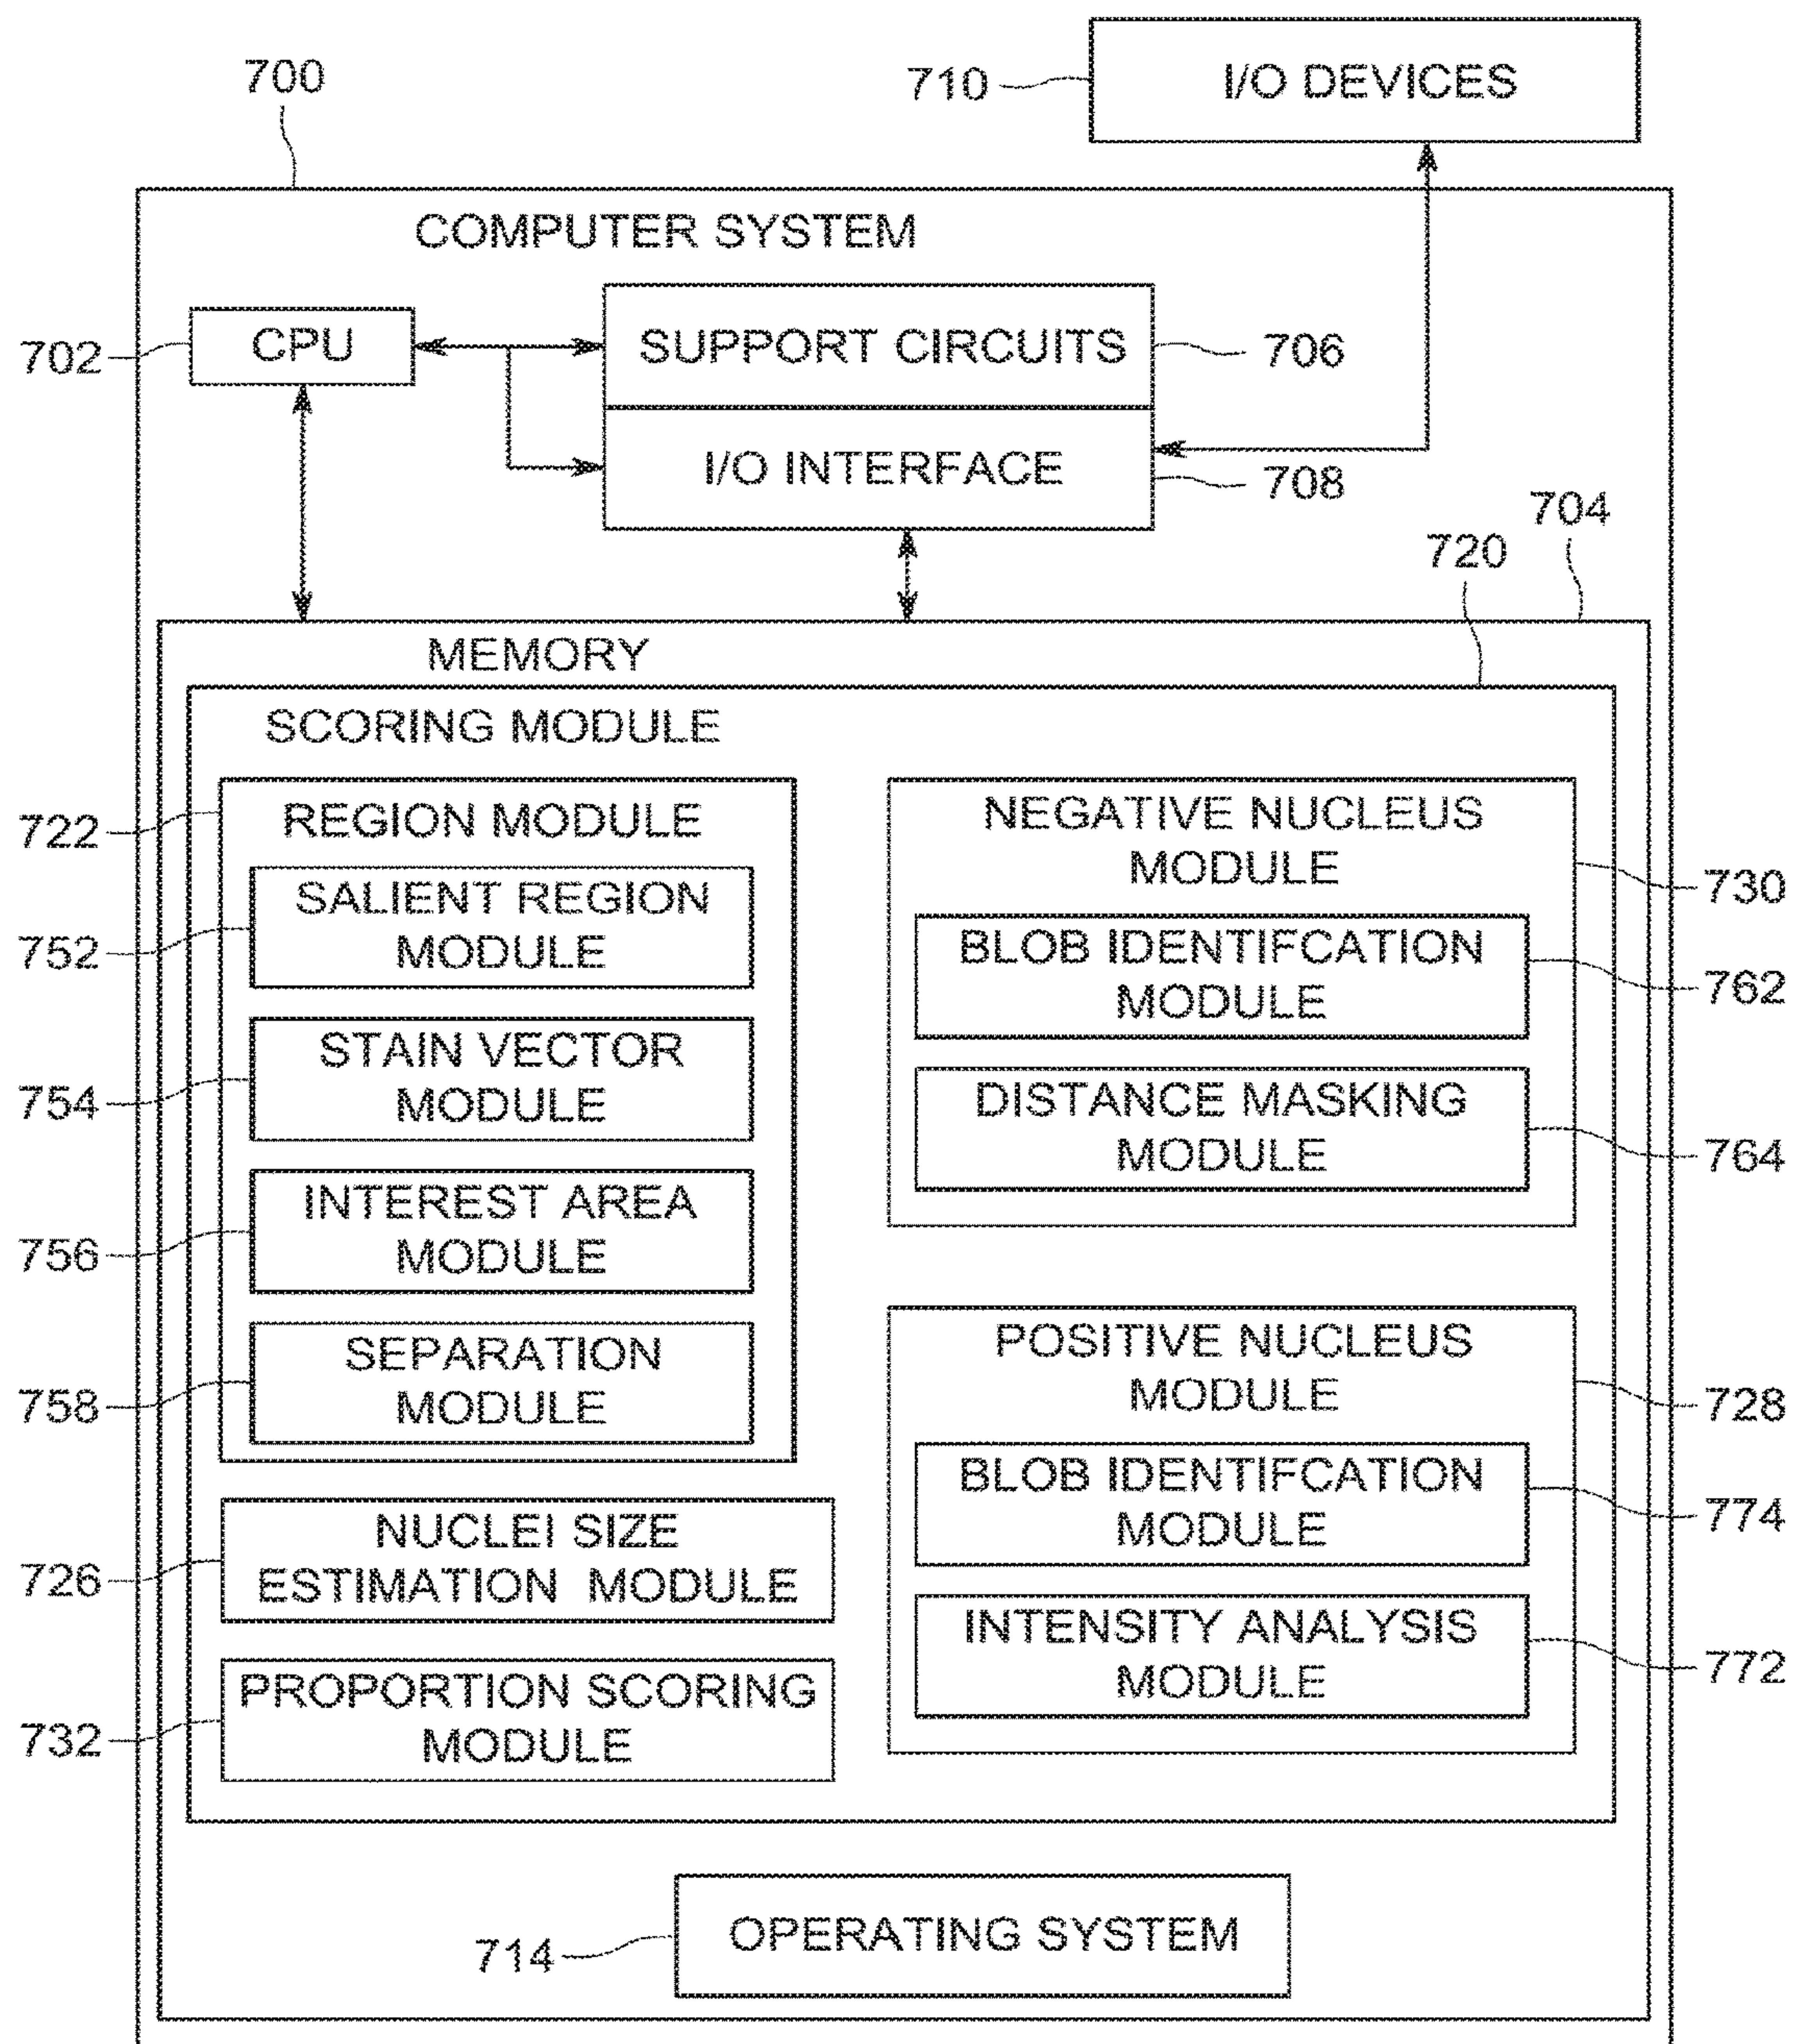 700
710
I/O DEVICES
COMPUTER SYSTEM
702
CPU
SUPPORT CIRCUITS
706
I/O INTERFACE
708
704
720
MEMORY
SCORING MODULE
722
REGION MODULE
752
SALIENT REGION
MODULE
754
STAIN VECTOR
MODULE
756
INTEREST AREA
MODULE
758
SEPARATION
MODULE
726
NUCLEI SIZE
ESTIMATION MODULE
732
PROPORTION SCORING
MODULE
NEGATIVE NUCLEUS
MODULE
730
BLOB IDENTIFCATION
MODULE
762
DISTANCE MASKING
MODULE
764
POSITIVE NUCLEUS
MODULE
728
BLOB IDENTIFCATION
MODULE
774
INTENSITY ANALYSIS
MODULE
772
714
OPERATING SYSTEM